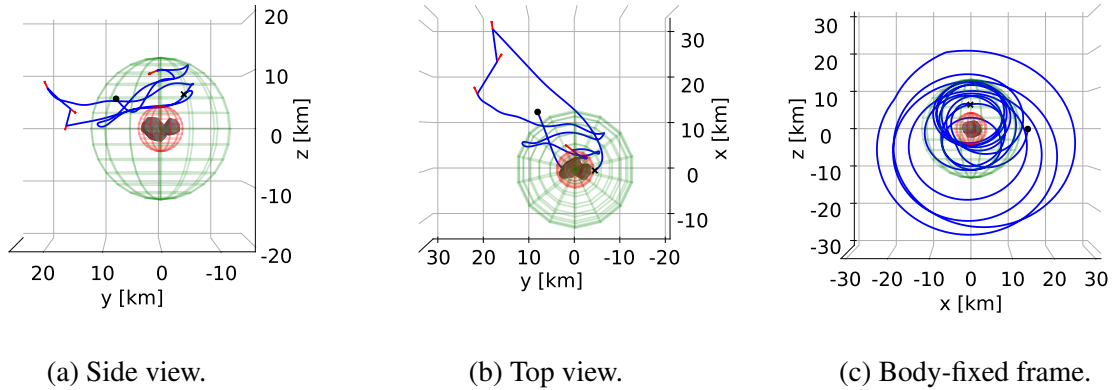 20
10
0
-10
-20
z [km]
20 10 0 -10
y [km]
(a) Side view.
30
20
10
0
-10
x [km]
30 20 10 0 -10 -20
y [km]
(b) Top view.
30
20
10
0
-10
-20
-30
z [km]
-30 -20 -10 0 10 20 30
x [km]
(c) Body-fixed frame.